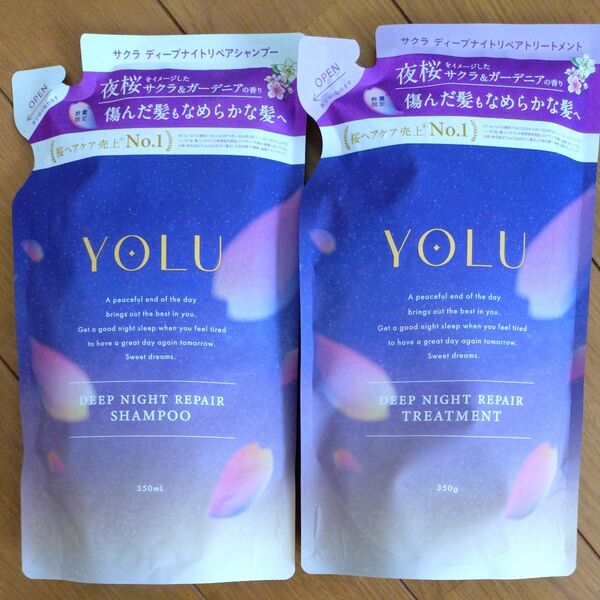 サクラ ディープナイトリペアシャンプー
OPEN
夜桜をイメージした
サクラ&ガーデニアの香り
数量
限定
傷んだ髪もなめらかな髪へ
桜ヘアケア売上 No.1
YOLU
A peaceful end of the day
brings out the best in you.
Get a good night sleep when you feel tired
to have a great day again tomorrow.
Sweet dreams.
DEEP NIGHT REPAIR
SHAMPOO
350mL
サクラ ディープナイトリペアトリートメント
OPEN
夜桜をイメージした
サクラ&ガーデニアの香り
数量
限定
傷んだ髪もなめらかな髪へ
桜ヘアケア売上 No.1
YOLU
A peaceful end of the day
brings out the best in you.
Get a good night sleep when you feel tired
to have a great day again tomorrow.
Sweet dreams.
DEEP NIGHT REPAIR
TREATMENT
350g